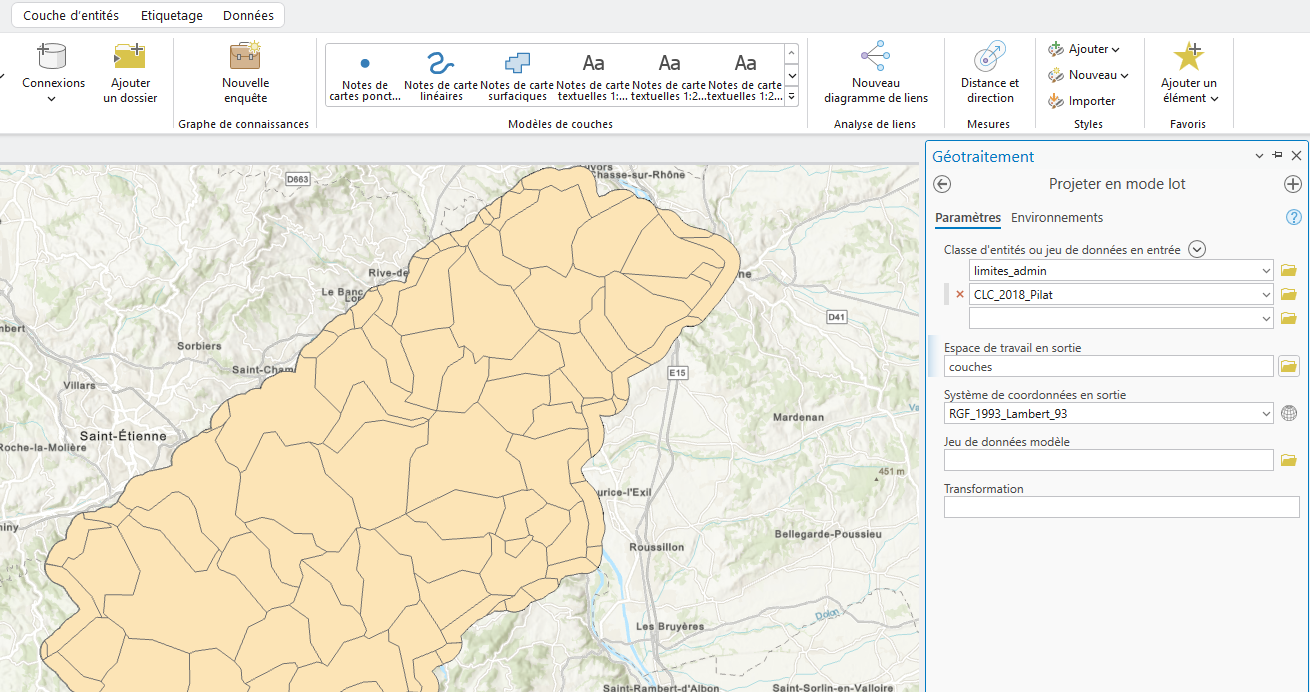 Couche d'entités Etiquetage Données
Connexions
Ajouter
un dossier
Nouvelle
enquête
Graphe de connaissances
Notes de
cartes ponct...
Notes de carte
linéaires
Notes de carte
surfaciques
Notes de carte
textuelles 1:...
Notes de carte
textuelles 1:2...
Notes de carte
textuelles 1:2...
Modèles de couches
Nouveau
diagramme de liens
Analyse de liens
Distance et
direction
Mesures
Ajouter
Nouveau
Importer
Styles
Ajouter un
élément
Favoris
Géotraitement
Projeter en mode lot
Paramètres Environnements
Classe d'entités ou jeu de données en entrée
limites_admin
CLC_2018_Pilat
Espace de travail en sortie
couches
Système de coordonnées en sortie
RGF_1993_Lambert_93
Jeu de données modèle
Transformation
D663
Chasse-sur-Rhône
Rive-de
Le Banc
Lor
ne
D41
mbert
Sorbiers
Saint-Cham
E15
Villars
Mardenan
Saint-Étienne
Roche-la-Molière
451 m
urice-l'Exil
miny
Bellegarde-Poussieu
Roussillon
Dolon
Les Bruyères
Saint-Rambert-d'Albon
Saint-Sorlin-en-Valloire